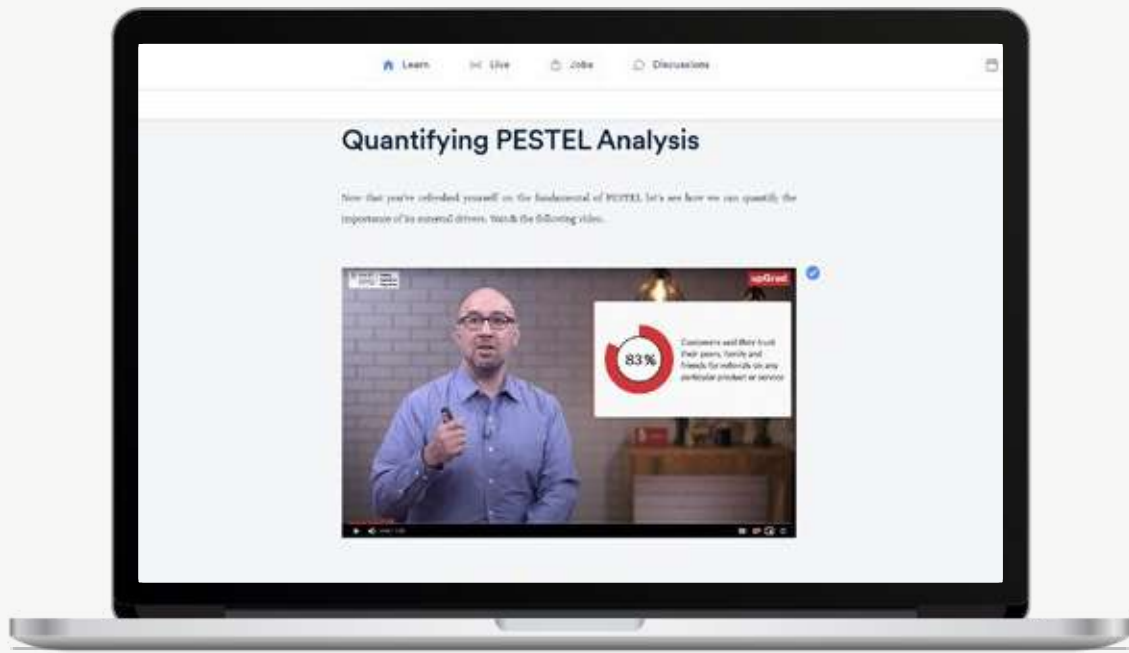 Learn Live Jobs Discussions
Quantifying PESTEL Analysis
Now that you've refreshed yourself on the fundamental of PESTEL let's see how we can quantify the
importance of its external drivers. Watch the following video.
upGrad
83%
Customers said they trust
their peers, family and
friends for referrals on any
particular product or service